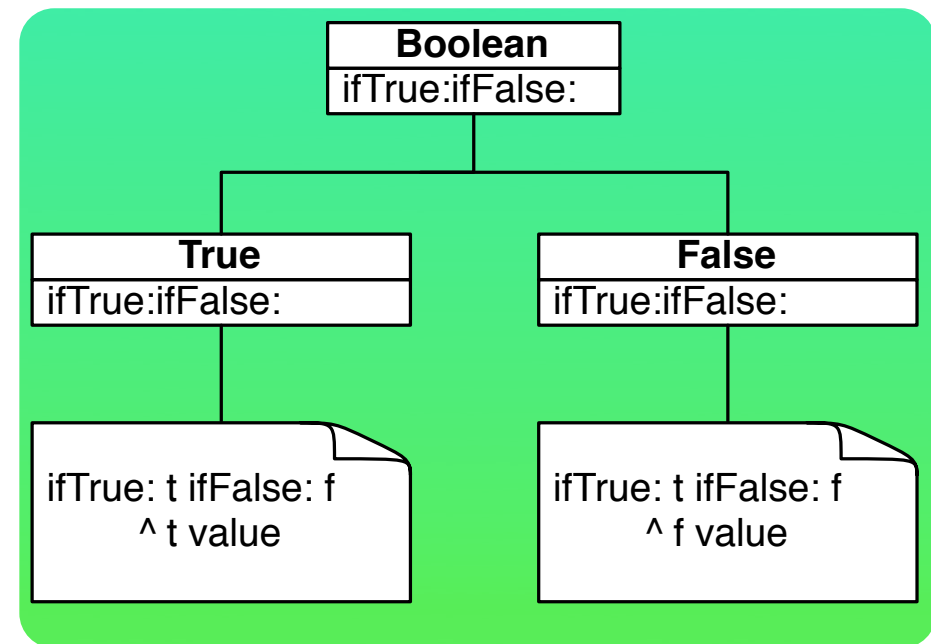 Boolean
ifTrue:ifFalse:
True
ifTrue:ifFalse:
False
ifTrue:ifFalse:
ifTrue: t ifFalse: f
^ t value
ifTrue: t ifFalse: f
^ f value